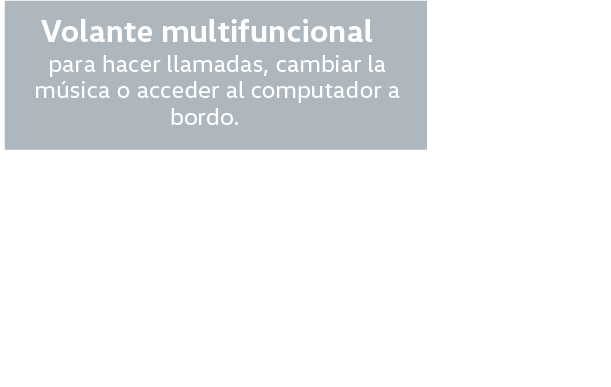 Volante multifuncional
para hacer llamadas, cambiar la
música o acceder al computador a
bordo.